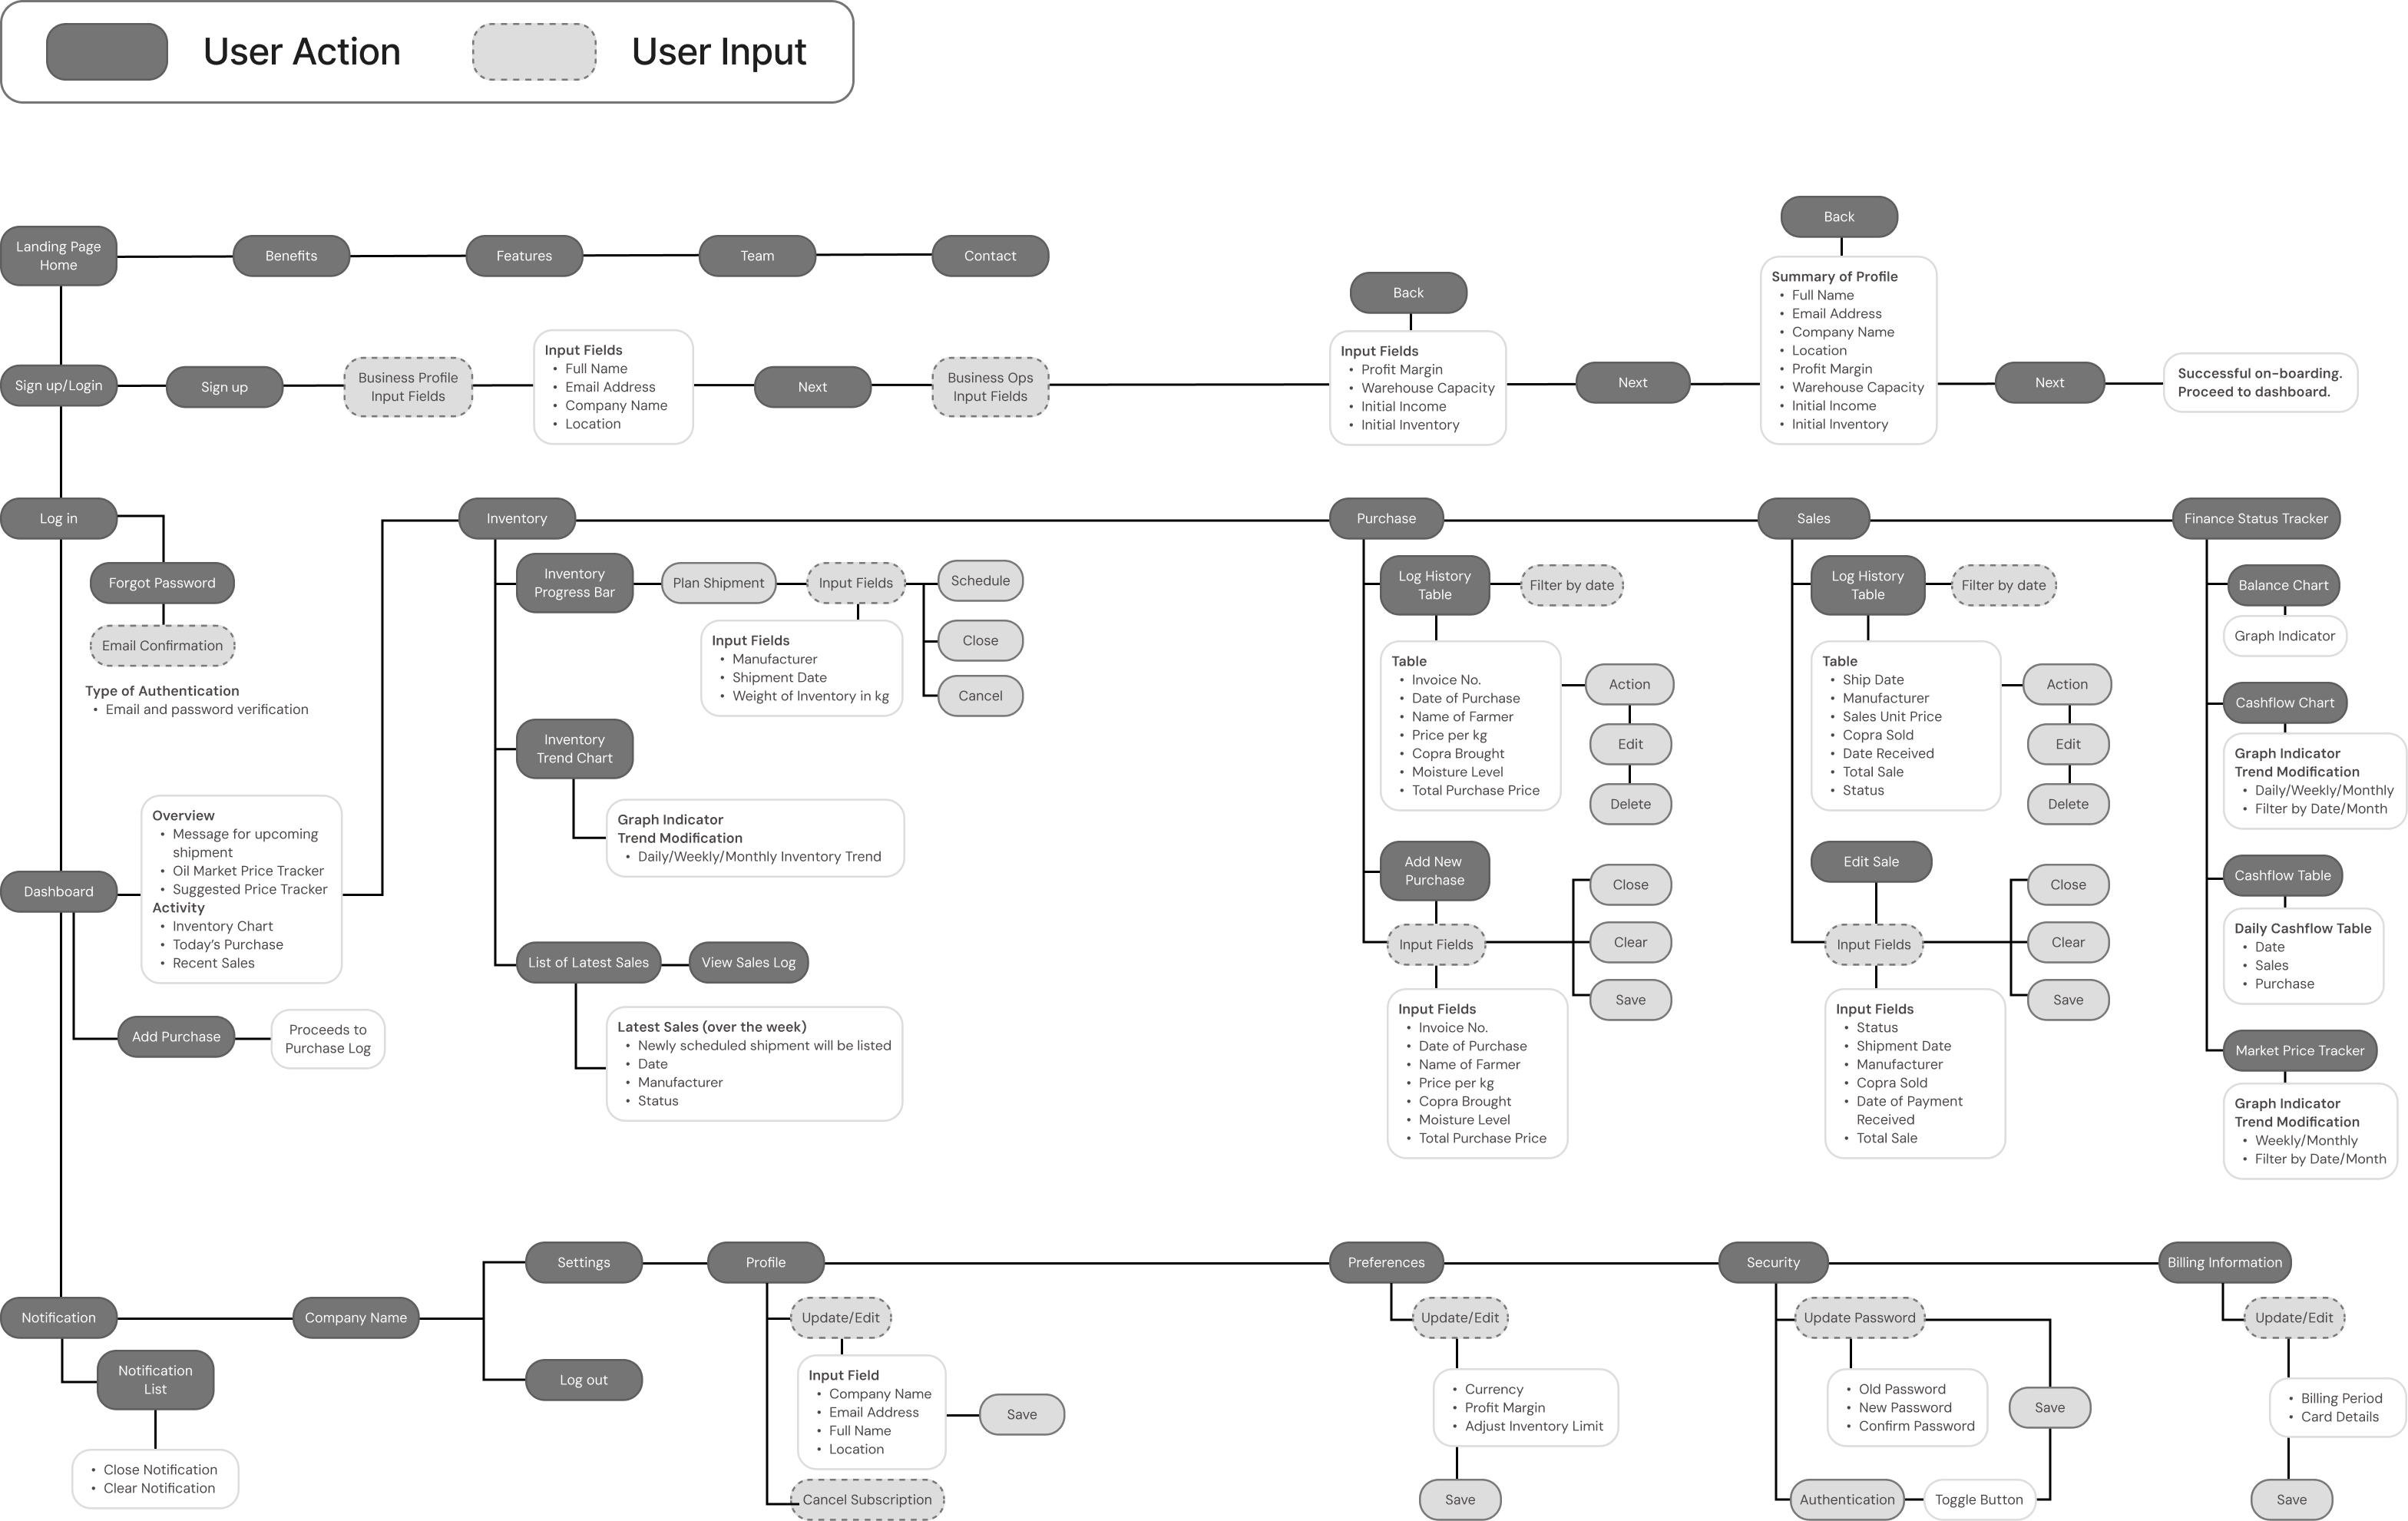 User Action
User Input
Landing Page
Home
Benefits
Features
Team
Contact
Sign up/Login
Sign up
Business Profile
Input Fields
Input Fields
• Full Name
• Email Address
• Company Name
• Location
Next
Business Ops
Input Fields
Back
Input Fields
• Profit Margin
• Warehouse Capacity
• Initial Income
• Initial Inventory
Next
Back
Summary of Profile
• Full Name
• Email Address
• Company Name
• Location
• Profit Margin
• Warehouse Capacity
• Initial Income
• Initial Inventory
Next
Successful on-boarding.
Proceed to dashboard.
Log in
Forgot Password
Email Confirmation
Type of Authentication
• Email and password verification
Dashboard
Overview
• Message for upcoming
shipment
• Oil Market Price Tracker
• Suggested Price Tracker
Activity
• Inventory Chart
• Today's Purchase
• Recent Sales
Add Purchase
Proceeds to
Purchase Log
Inventory
Inventory
Progress Bar
Plan Shipment
Input Fields
Schedule
Close
Cancel
Input Fields
• Manufacturer
• Shipment Date
• Weight of Inventory in kg
Inventory
Trend Chart
Graph Indicator
Trend Modification
• Daily/Weekly/Monthly Inventory Trend
List of Latest Sales
View Sales Log
Latest Sales (over the week)
• Newly scheduled shipment will be listed
• Date
• Manufacturer
• Status
Purchase
Log History
Table
Filter by date
Table
• Invoice No.
• Date of Purchase
• Name of Farmer
• Price per kg
• Copra Brought
• Moisture Level
• Total Purchase Price
Action
Edit
Delete
Add New
Purchase
Input Fields
Close
Clear
Save
Input Fields
• Invoice No.
• Date of Purchase
• Name of Farmer
• Price per kg
• Copra Brought
• Moisture Level
• Total Purchase Price
Sales
Log History
Table
Filter by date
Table
• Ship Date
• Manufacturer
• Sales Unit Price
• Copra Sold
• Date Received
• Total Sale
• Status
Action
Edit
Delete
Edit Sale
Input Fields
Close
Clear
Save
Input Fields
• Status
• Shipment Date
• Manufacturer
• Copra Sold
• Date of Payment
Received
• Total Sale
Finance Status Tracker
Balance Chart
Graph Indicator
Cashflow Chart
Graph Indicator
Trend Modification
• Daily/Weekly/Monthly
• Filter by Date/Month
Cashflow Table
Daily Cashflow Table
• Date
• Sales
• Purchase
Market Price Tracker
Graph Indicator
Trend Modification
• Weekly/Monthly
• Filter by Date/Month
Notification
Notification
List
• Close Notification
• Clear Notification
Company Name
Settings
Log out
Profile
Update/Edit
Input Field
• Company Name
• Email Address
• Full Name
• Location
Save
Cancel Subscription
Preferences
Update/Edit
• Currency
• Profit Margin
• Adjust Inventory Limit
Save
Security
Update Password
• Old Password
• New Password
• Confirm Password
Save
Authentication
Toggle Button
Billing Information
Update/Edit
• Billing Period
• Card Details
Save